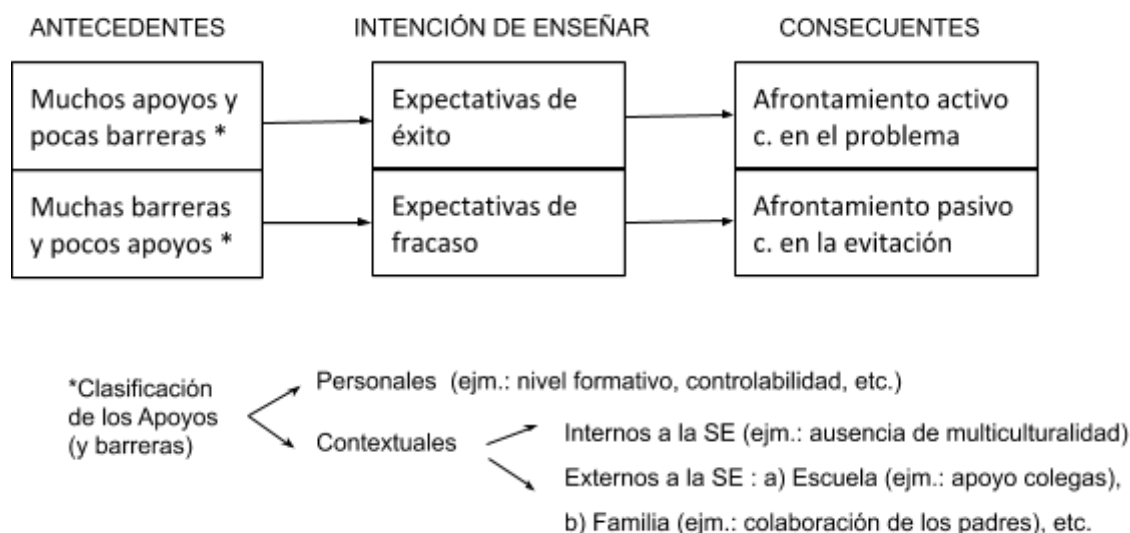 ANTECEDENTES
INTENCIÓN DE ENSEÑAR
CONSECUENTES
Muchos apoyos y
pocas barreras *
Expectativas de
éxito
Afrontamiento activo
c. en el problema
Muchas barreras
y pocos apoyos *
Expectativas de
fracaso
Afrontamiento pasivo
c. en la evitación
*Clasificación
de los Apoyos
(y barreras)
Personales (ejm.: nivel formativo, controlabilidad, etc.)
Contextuales
Internos a la SE (ejm.: ausencia de multiculturalidad)
Externos a la SE : a) Escuela (ejm.: apoyo colegas),
b) Familia (ejm.: colaboración de los padres), etc.